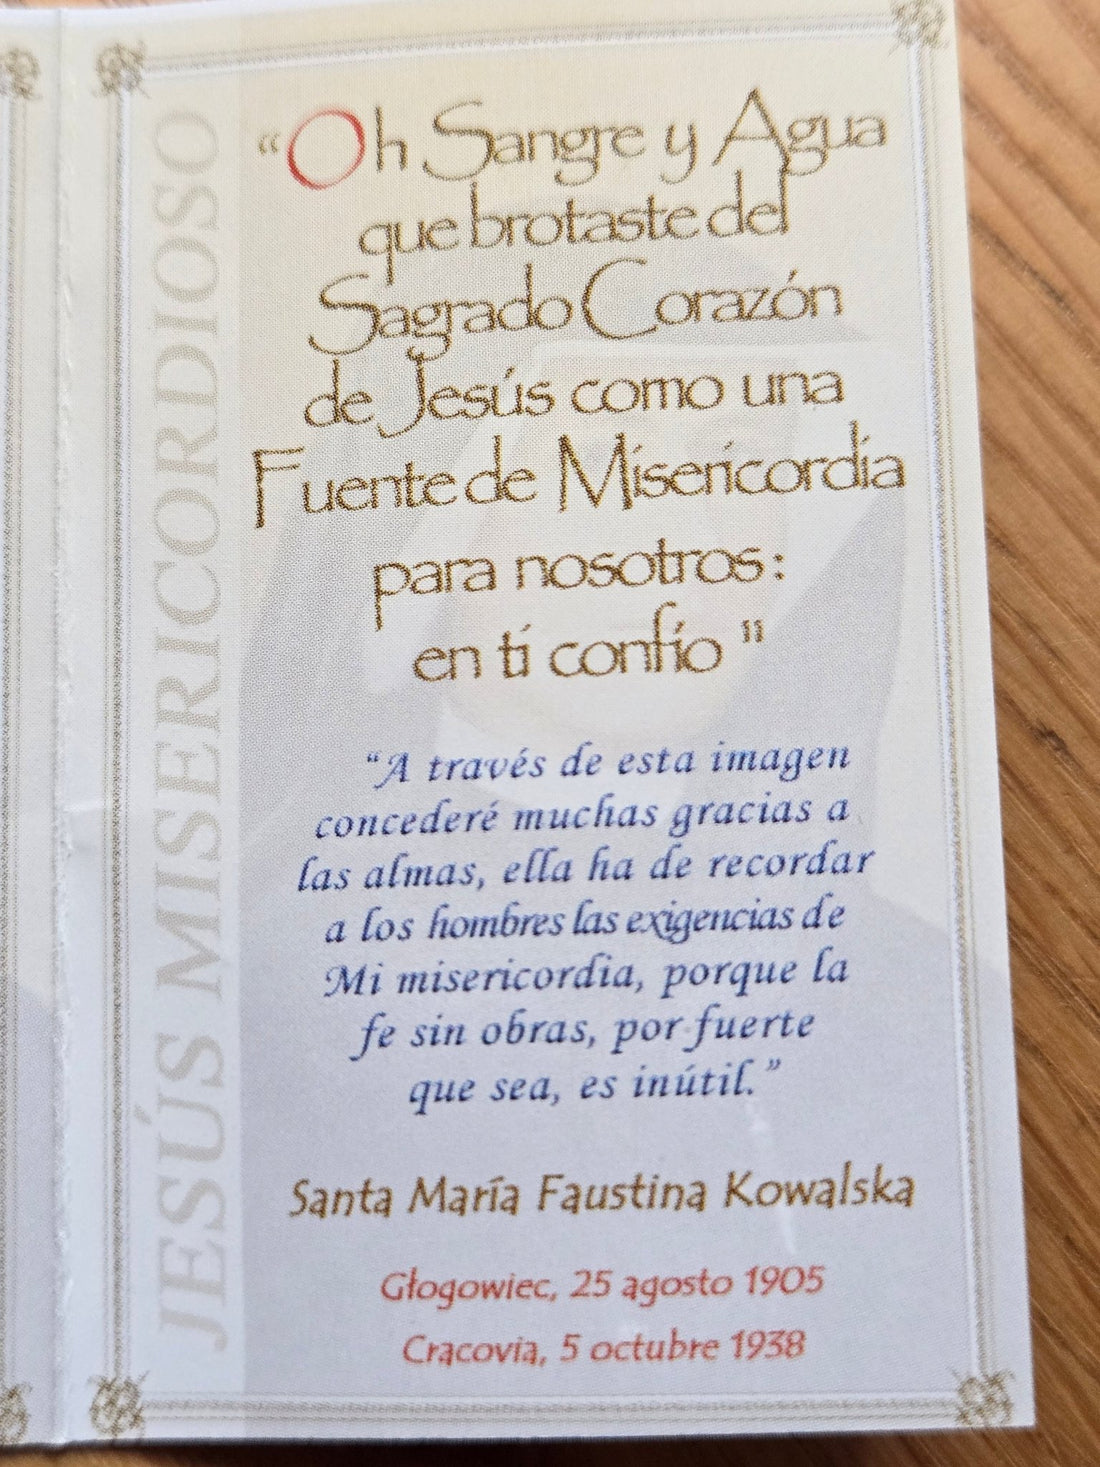 JESÚS MISERICORDIOSO
“Oh Sangre y Agua
que brotaste del
Sagrado Corazón
de Jesús como una
Fuente de Misericordia
para nosotros:
en ti confío "
“A través de esta imagen
concederé muchas gracias a
las almas, ella ha de recordar
a los hombres las exigencias de
Mi misericordia, porque la
fe sin obras, por fuerte
que sea, es inútil.”
Santa María Faustina Kowalska
Głogowiec, 25 agosto 1905
Cracovia, 5 octubre 1938